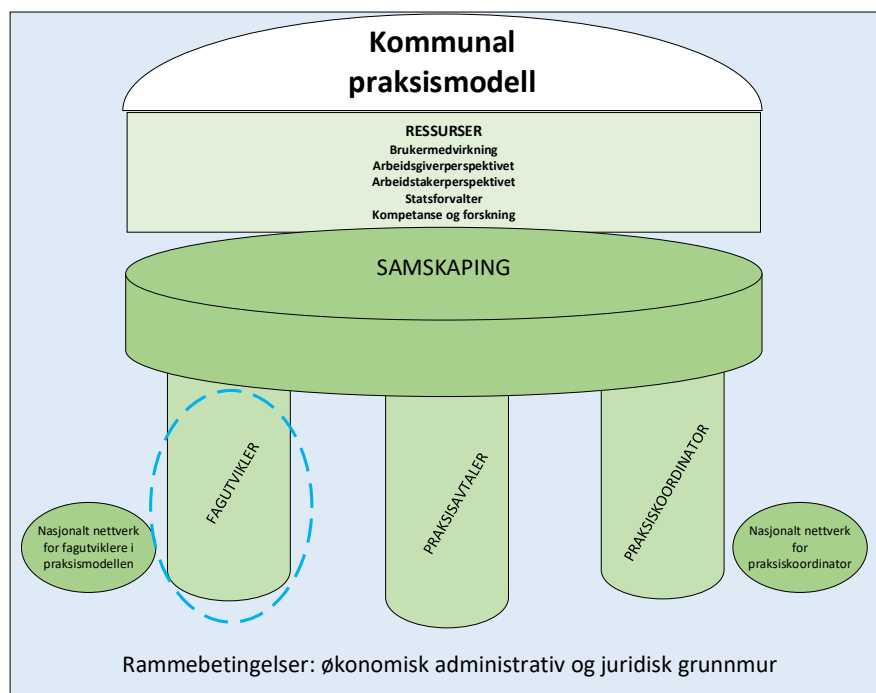 Kommunal
praksismodell
RESSURSER
Brukermedvirkning
Arbeidsgiverperspektivet
Arbeidstakerperspektivet
Statsforvalter
Kompetanse og forskning
SAMSKAPING
FAGUTVIKLER
PRAKSISAVTALER
PRAKSISKOORDINATOR
Nasjonalt nettverk
for fagutviklere i
praksismodellen
Nasjonalt nettverk
for
praksiskoordinator
Rammebetingelser: økonomisk administrativ og juridisk grunnmur